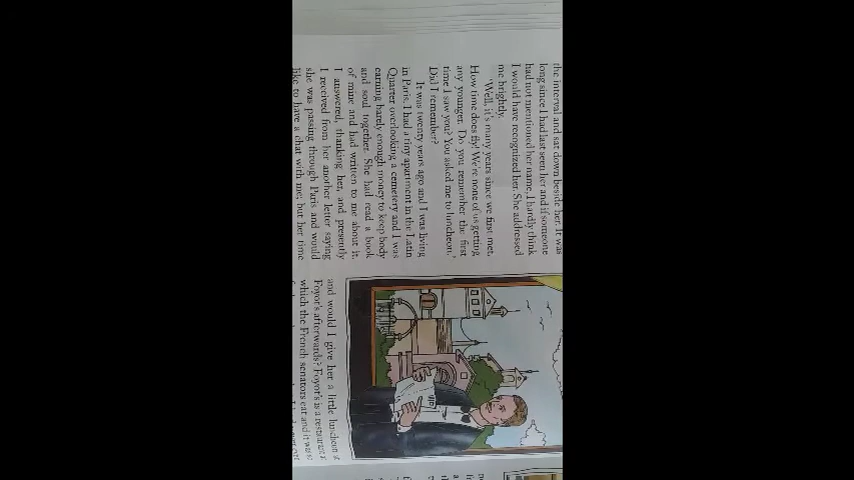 the interval and sat down beside her. It was
long since I had last seen her and if someone
had not mentioned her name, I hardly think
I would have recognized her. She addressed
me brightly.
'Well, it's many years since we first met.
How time does fly! We're none of us getting
any younger. Do you remember the first
time I saw you? You asked me to luncheon.'
Did I remember?
It was twenty years ago and I was living
in Paris. I had a tiny apartment in the Latin
Quarter overlooking a cemetery and I was
earning barely enough money to keep body
and soul together. She had read a book
of mine and had written to me about it.
I answered, thanking her, and presently
I received from her another letter saying
she was passing through Paris and would
like to have a chat with me; but her time
and would I give her a little luncheon at
Foyot's afterwards? Foyot's is a restaurant
which the French senators eat and it was so